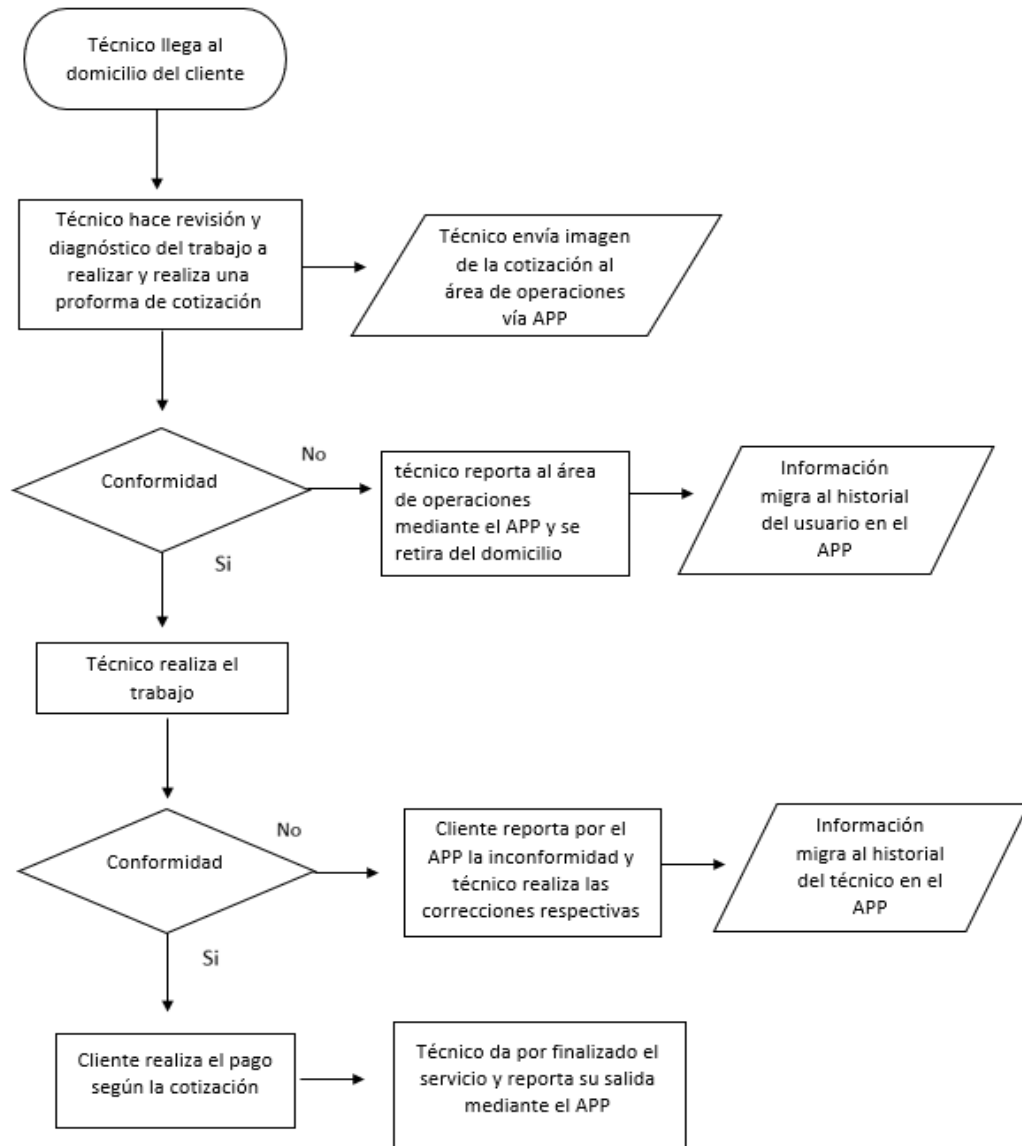 Técnico llega al
domicilio del cliente
Técnico hace revisión y
diagnóstico del trabajo a
realizar y realiza una
proforma de cotización
Técnico envía imagen
de la cotización al
área de operaciones
vía APP
Conformidad
No
técnico reporta al área
de operaciones
mediante el APP y se
retira del domicilio
Información
migra al historial
del usuario en el
APP
Si
Técnico realiza el
trabajo
Conformidad
No
Cliente reporta por el
APP la inconformidad y
técnico realiza las
correcciones respectivas
Información
migra al historial
del técnico en el
APP
Si
Cliente realiza el pago
según la cotización
Técnico da por finalizado el
servicio y reporta su salida
mediante el APP